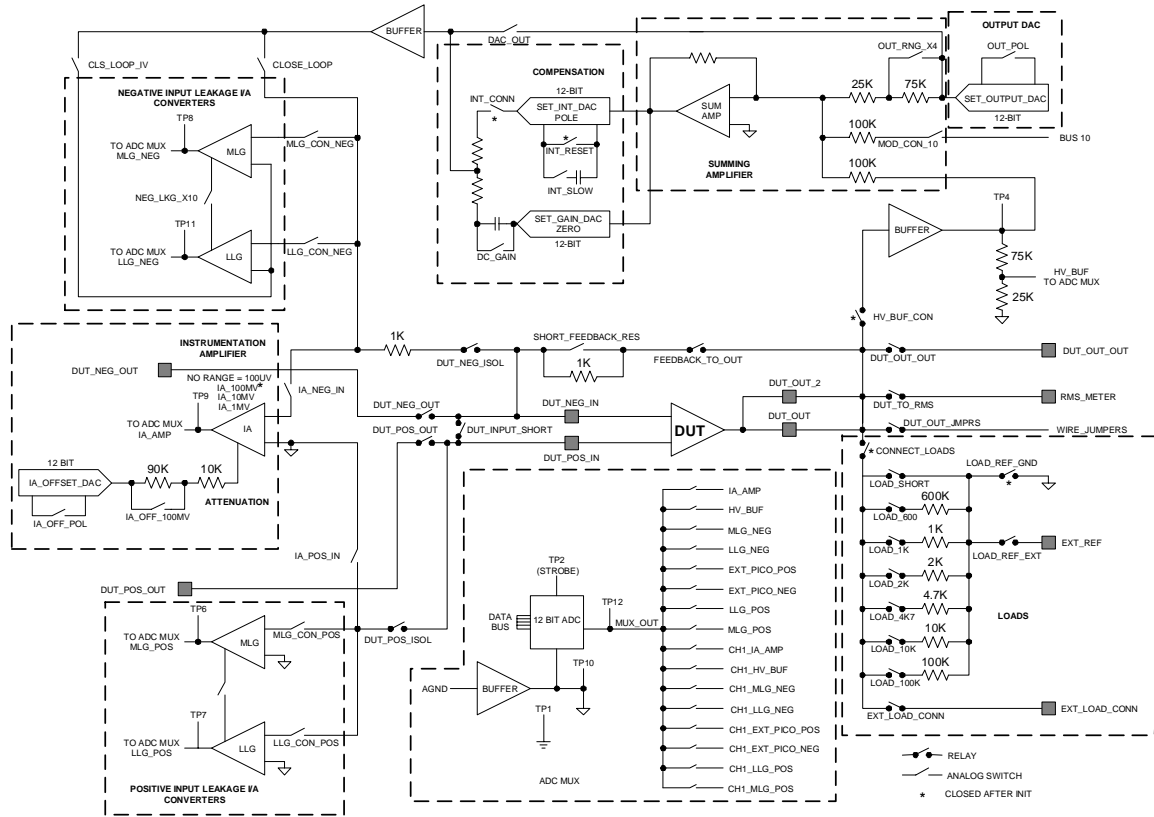 OUTPUT DAC
OUT_POL
SET_OUTPUT_DAC
12-BIT
BUFFER
DAC_OUT
OUT_RNG_X4
CLS_LOOP_IV
CLOSE_LOOP
COMPENSATION
25K
75K
NEGATIVE INPUT LEAKAGE I/A
CONVERTERS
TP8
TO ADC MUX
MLG_NEG
MLG
MLG_CON_NEG
NEG_LKG_X10
TP11
TO ADC MUX
LLG_NEG
LLG
LLG_CON_NEG
INT_CONN
*
12-BIT
SET_INT_DAC
POLE
*
INT_RESET
INT_SLOW
SET_GAIN_DAC
ZERO
12-BIT
DC_GAIN
SUM
AMP
SUMMING
AMPLIFIER
100K
MOD_CON_10
BUS 10
100K
TP4
BUFFER
75K
HV_BUF
TO ADC MUX
25K
* HV_BUF_CON
INSTRUMENTATION
AMPLIFIER
DUT_NEG_OUT
NO RANGE = 100UV
IA_100MV*
IA_10MV
IA_1MV
IA_NEG_IN
TP9
TO ADC MUX
IA_AMP
IA
12 BIT
IA_OFFSET_DAC
90K
10K
IA_OFF_POL
IA_OFF_100MV
ATTENUATION
1K
DUT_NEG_ISOL
SHORT_FEEDBACK_RES
1K
FEEDBACK_TO_OUT
DUT_OUT_OUT
DUT_OUT_OUT
DUT_NEG_OUT
DUT_NEG_IN
DUT_POS_OUT
DUT_INPUT_SHORT
DUT_POS_IN
DUT
DUT_OUT_2
DUT_OUT
DUT_TO_RMS
RMS_METER
DUT_OUT_JMPRS
WIRE_JUMPERS
IA_POS_IN
DUT_POS_OUT
TP6
TO ADC MUX
MLG_POS
MLG
MLG_CON_POS
DUT_POS_ISOL
TP7
TO ADC MUX
LLG_POS
LLG
LLG_CON_POS
POSITIVE INPUT LEAKAGE I/A
CONVERTERS
TP2
(STROBE)
DATA
BUS
12 BIT ADC
TP12
MUX_OUT
AGND
BUFFER
TP10
TP1
ADC MUX
IA_AMP
HV_BUF
MLG_NEG
LLG_NEG
EXT_PICO_POS
EXT_PICO_NEG
LLG_POS
MLG_POS
CH1_IA_AMP
CH1_HV_BUF
CH1_MLG_NEG
CH1_LLG_NEG
CH1_EXT_PICO_POS
CH1_EXT_PICO_NEG
CH1_LLG_POS
CH1_MLG_POS
*CONNECT_LOADS
LOAD_SHORT
LOAD_REF_GND
*
600K
LOAD_600
1K
LOAD_1K
LOAD_REF_EXT
EXT_REF
2K
LOAD_2K
4.7K
LOAD_4K7
LOADS
10K
LOAD_10K
100K
LOAD_100K
EXT_LOAD_CONN
EXT_LOAD_CONN
RELAY
ANALOG SWITCH
* CLOSED AFTER INIT